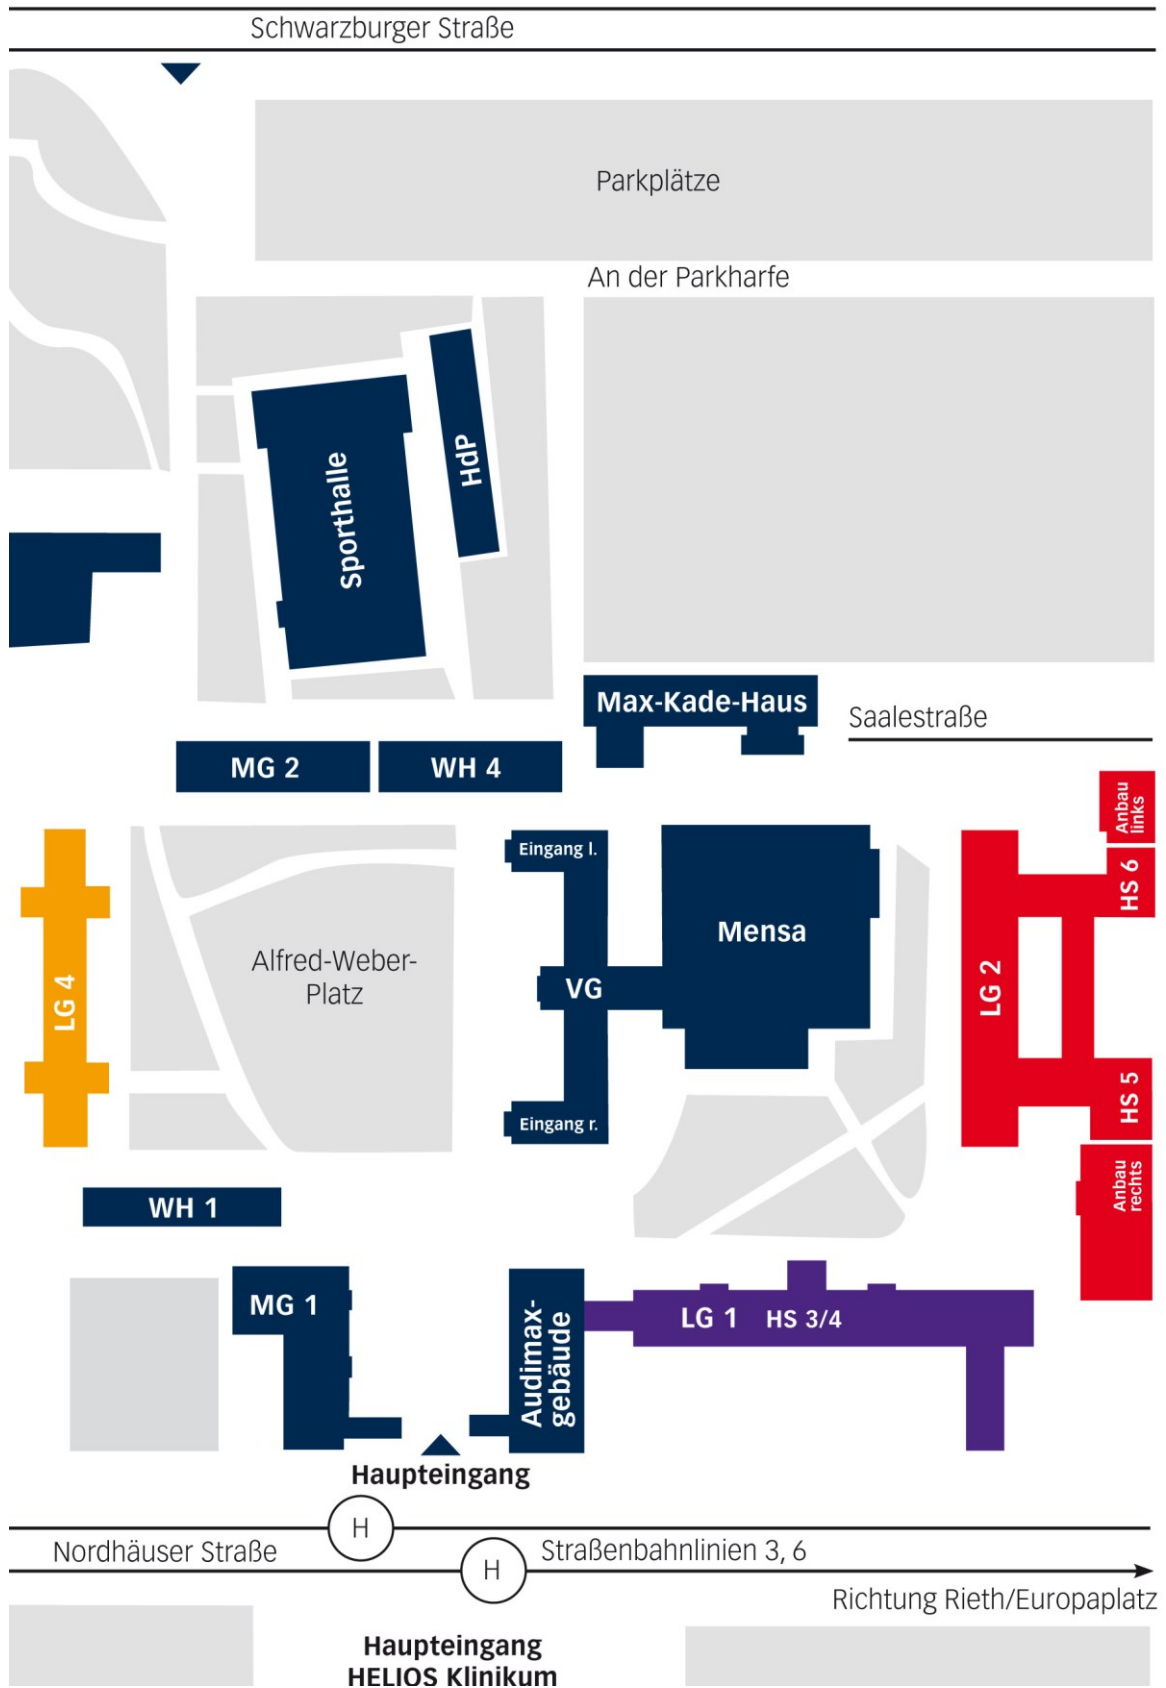 Schwarzburger Straße
Parkplätze
An der Parkharfe
Sporthalle
HdP
Max-Kade-Haus
Saalestraße
MG 2
WH 4
Anbau
links
Eingang l.
HS 6
Mensa
LG 4
Alfred-Weber-
Platz
VG
LG 2
HS 5
Eingang r.
Anbau
rechts
WH 1
MG 1
Audimax-
gebäude
LG 1 HS 3/4
Haupteingang
H
Nordhäuser Straße
H
Straßenbahnlinien 3, 6
Richtung Rieth/Europaplatz
Haupteingang
HELIOS Klinikum